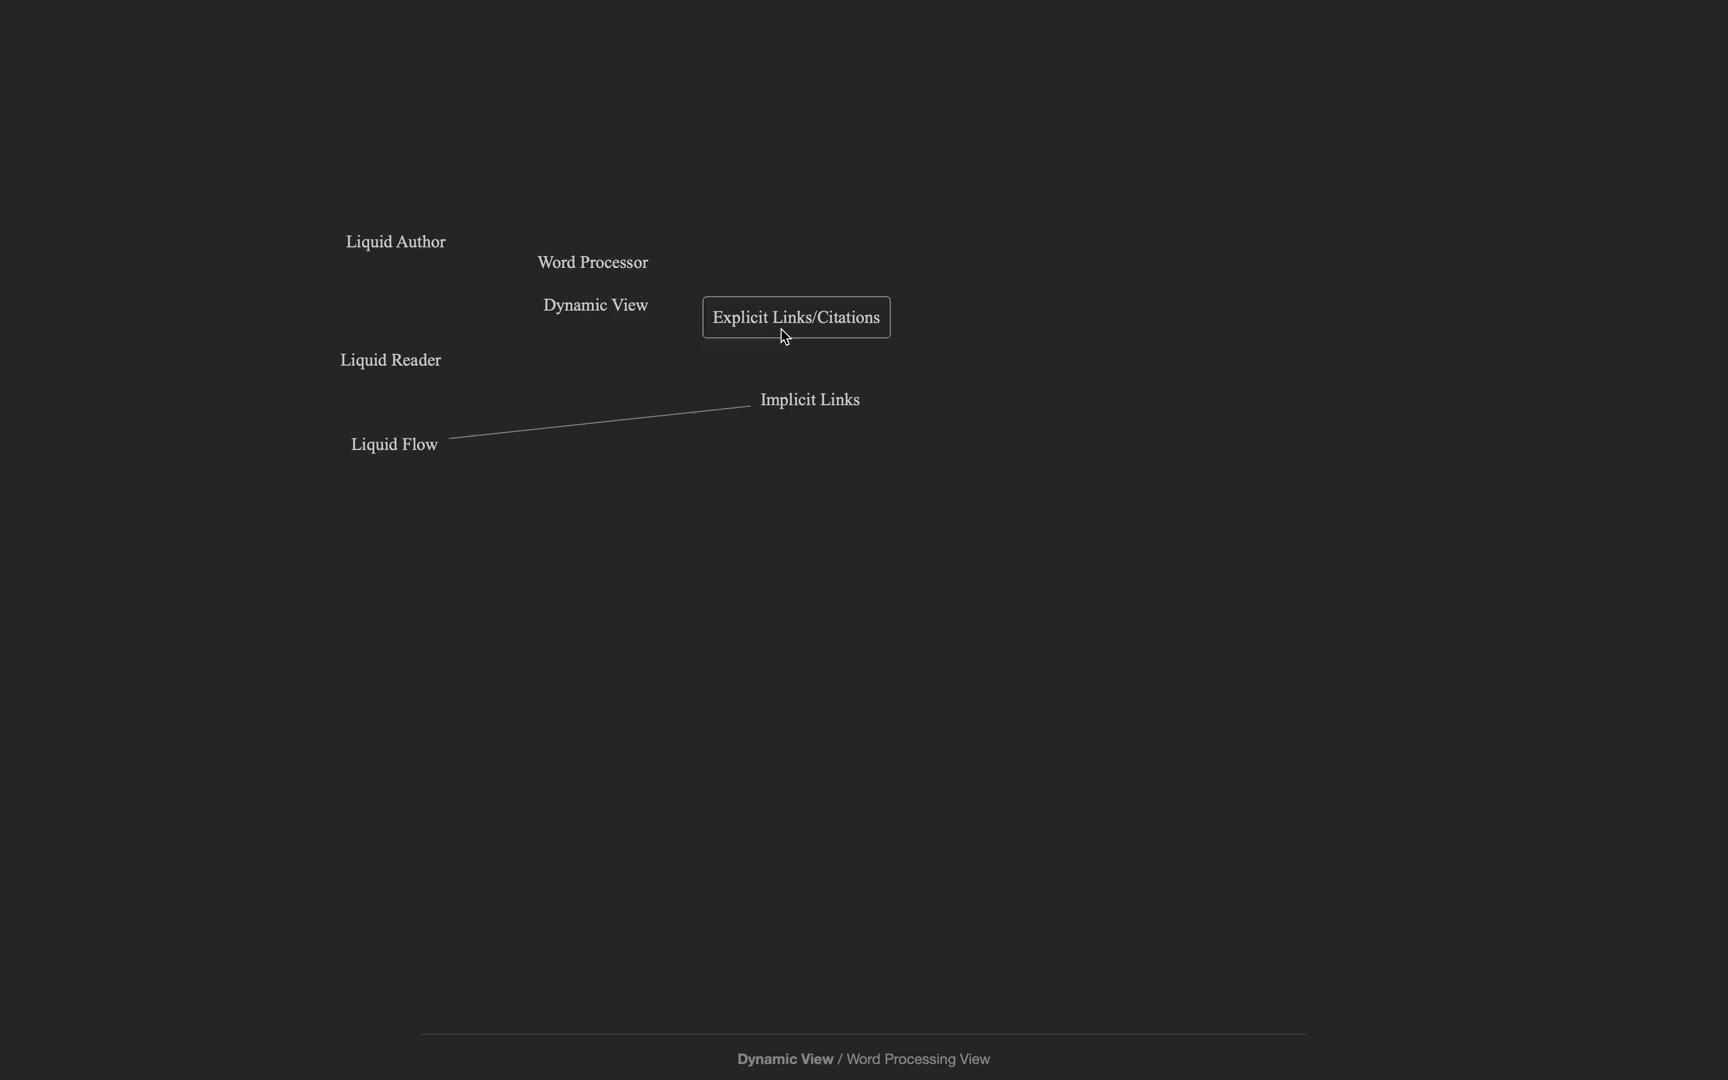 Liquid Author
Word Processor
Dynamic View
Explicit Links/Citations
Liquid Reader
Implicit Links
Liquid Flow
Dynamic View / Word Processing View